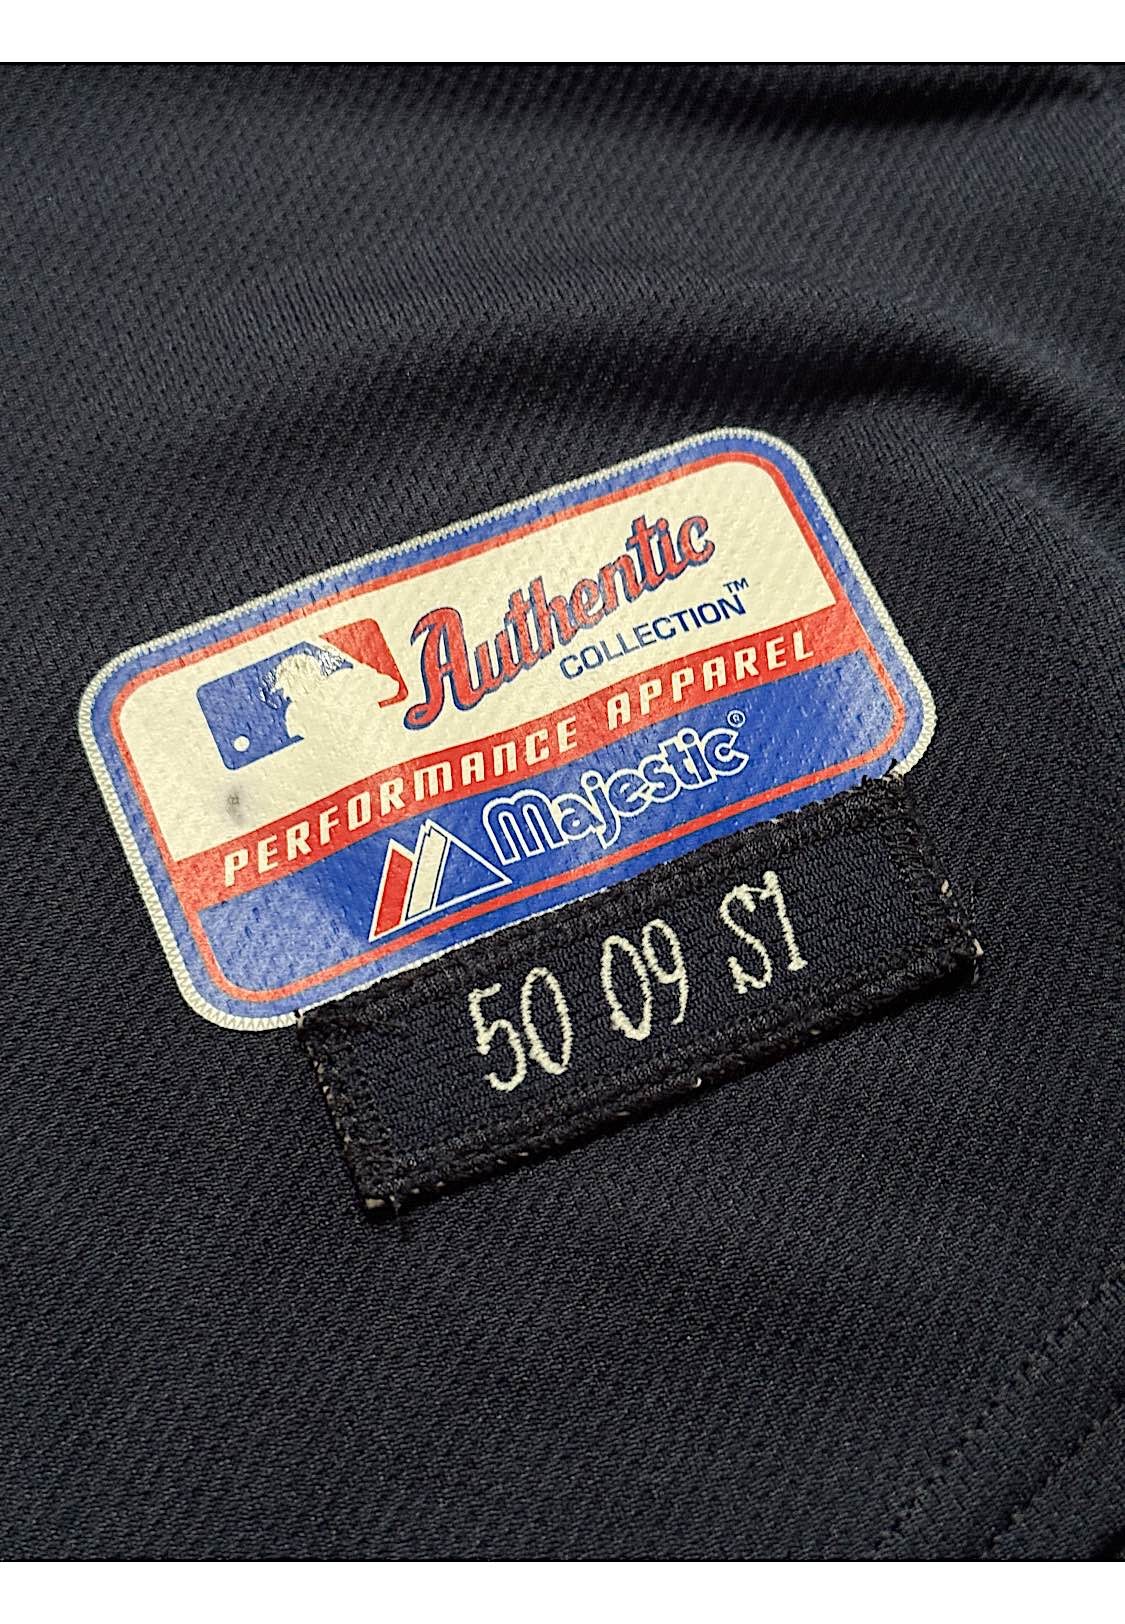 Authentic
COLLECTION™
PERFORMANCE APPAREL
Majestic®
50 09 S1